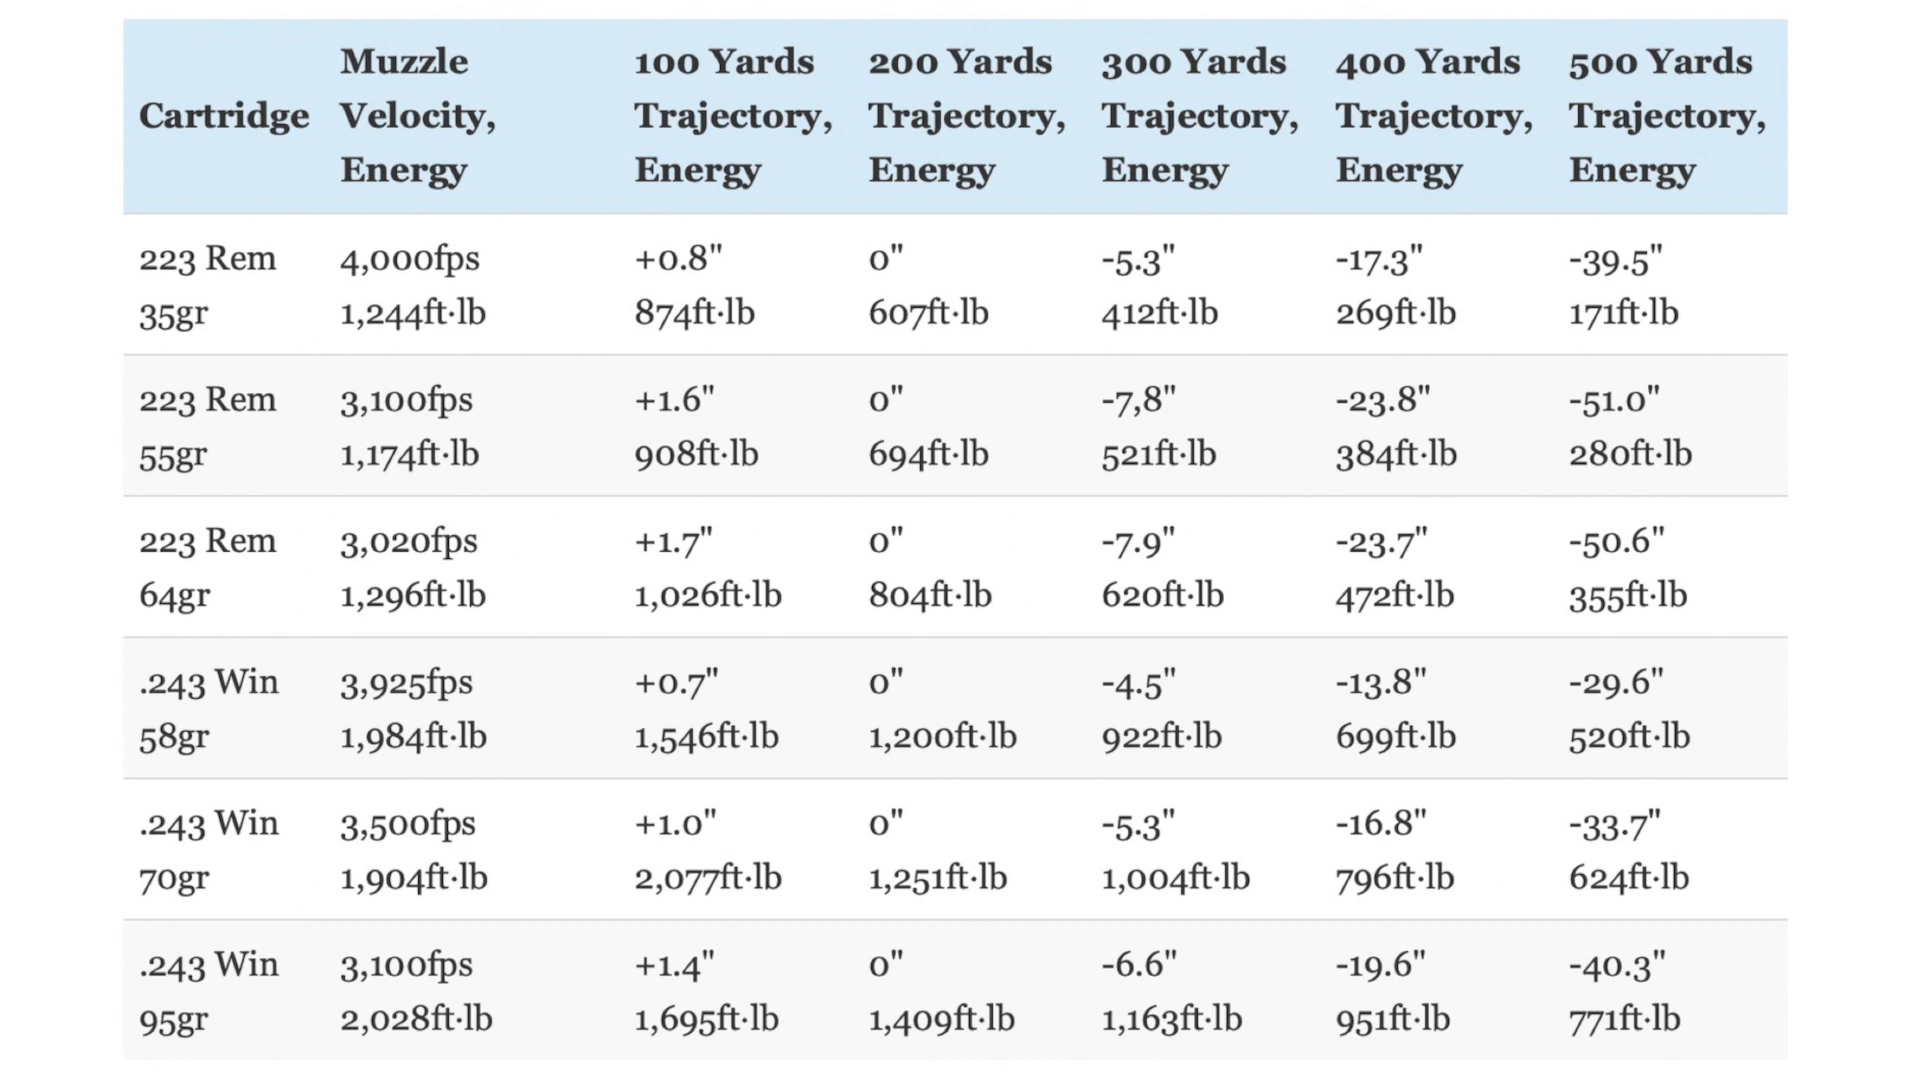 Cartridge
Muzzle
Velocity,
Energy
100 Yards
Trajectory,
Energy
200 Yards
Trajectory,
Energy
300 Yards
Trajectory,
Energy
400 Yards
Trajectory,
Energy
500 Yards
Trajectory,
Energy
223 Rem
35gr
4,000fps
1,244ft·lb
+0.8"
874ft·lb
0"
607ft·lb
-5.3"
412ft·lb
-17.3"
269ft·lb
-39.5"
171ft·lb
223 Rem
55gr
3,100fps
1,174ft·lb
+1.6"
908ft·lb
0"
694ft·lb
-7,8"
521ft·lb
-23.8"
384ft·lb
-51.0"
280ft·lb
223 Rem
64gr
3,020fps
1,296ft·lb
+1.7"
1,026ft·lb
0"
804ft·lb
-7.9"
620ft·lb
-23.7"
472ft·lb
-50.6"
355ft·lb
.243 Win
58gr
3,925fps
1,984ft·lb
+0.7"
1,546ft·lb
0"
1,200ft·lb
-4.5"
922ft·lb
-13.8"
699ft·lb
-29.6"
520ft·lb
.243 Win
70gr
3,500fps
1,904ft·lb
+1.0"
2,077ft·lb
0"
1,251ft·lb
-5.3"
1,004ft·lb
-16.8"
796ft·lb
-33.7"
624ft·lb
.243 Win
95gr
3,100fps
2,028ft·lb
+1.4"
1,695ft·lb
0"
1,409ft·lb
-6.6"
1,163ft·lb
-19.6"
951ft·lb
-40.3"
771ft·lb